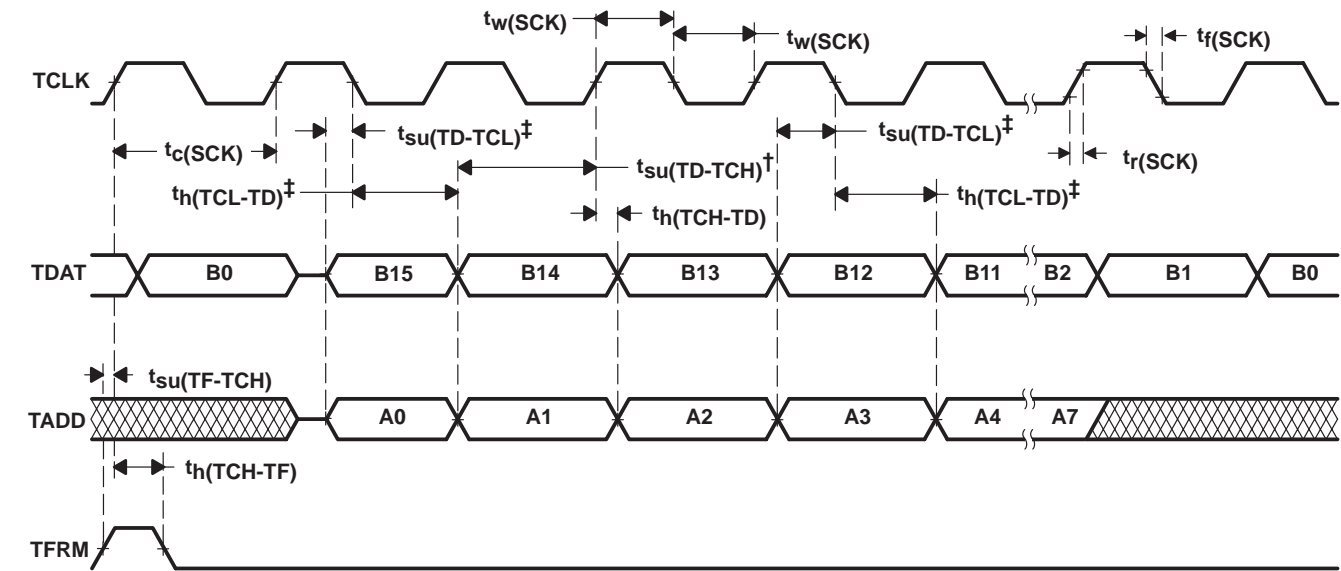 tw(SCK)
tw(SCK)
tf(SCK)
TCLK
tsu(TD-TCL)‡
tsu(TD-TCL)‡
tc(SCK)
tsu(TD-TCH)†
tr(SCK)
th(TCL-TD)‡
th(TCL-TD)‡
th(TCH-TD)
TDAT B0 B15 B14 B13 B12 B11 B2 B1 B0
tsu(TF-TCH)
TADD A0 A1 A2 A3 A4 A7
th(TCH-TF)
TFRM